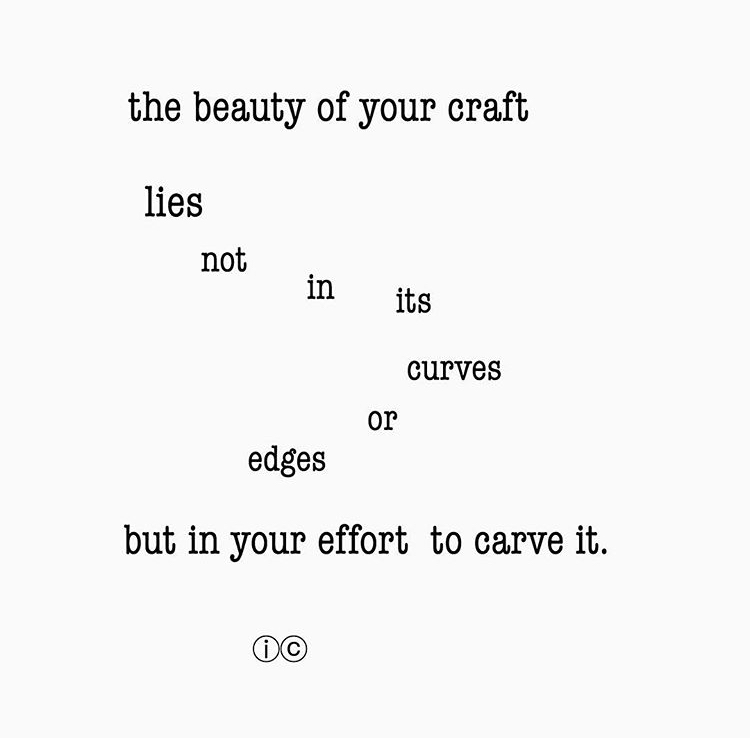 the beauty of your craft
lies
not
in
its
curves
or
edges
but in your effort to carve it.
ⓘⓒ